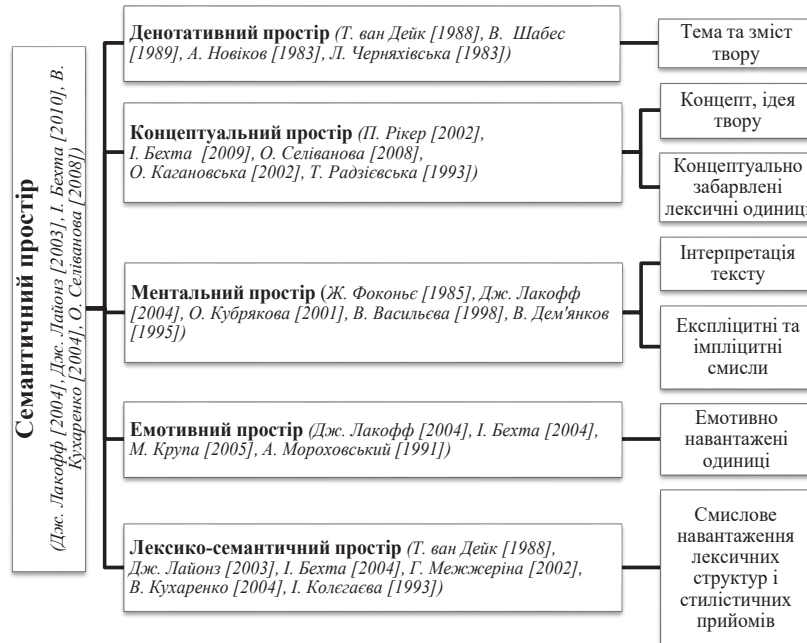 Семантичний простір
(Дж. Лакофф [2004], Дж. Лайонз [2003], І. Бехта [2010], В.
Кухаренко [2004], О. Селіванова [2008])
Денотативний простір (Т. ван Дейк [1988], В. Шабес
[1989], А. Новіков [1983], Л. Черняхівська [1983])
Тема та зміст
твору
Концептуальний простір (П. Рікер [2002],
І. Бехта [2009], О. Селіванова [2008],
О. Кагановська [2002], Т. Радзієвська [1993])
Концепт, ідея
твору
Концептуально
забарвлені
лексичні одиниці
Ментальний простір (Ж. Фоконьє [1985], Дж. Лакофф
[2004], О. Кубрякова [2001], В. Васильєва [1998], В. Дем'янков
[1995])
Інтерпретація
тексту
Експліцитні та
імпліцитні
смисли
Емотивний простір (Дж. Лакофф [2004], І. Бехта [2004],
М. Крупа [2005], А. Мороховський [1991])
Емотивно
навантажені
одиниці
Лексико-семантичний простір (Т. ван Дейк [1988],
Дж. Лайонз [2003], І. Бехта [2004], Г. Межжеріна [2002],
В. Кухаренко [2004], І. Колєгаєва [1993])
Смислове
навантаження
лексичних
структур і
стилістичних
прийомів